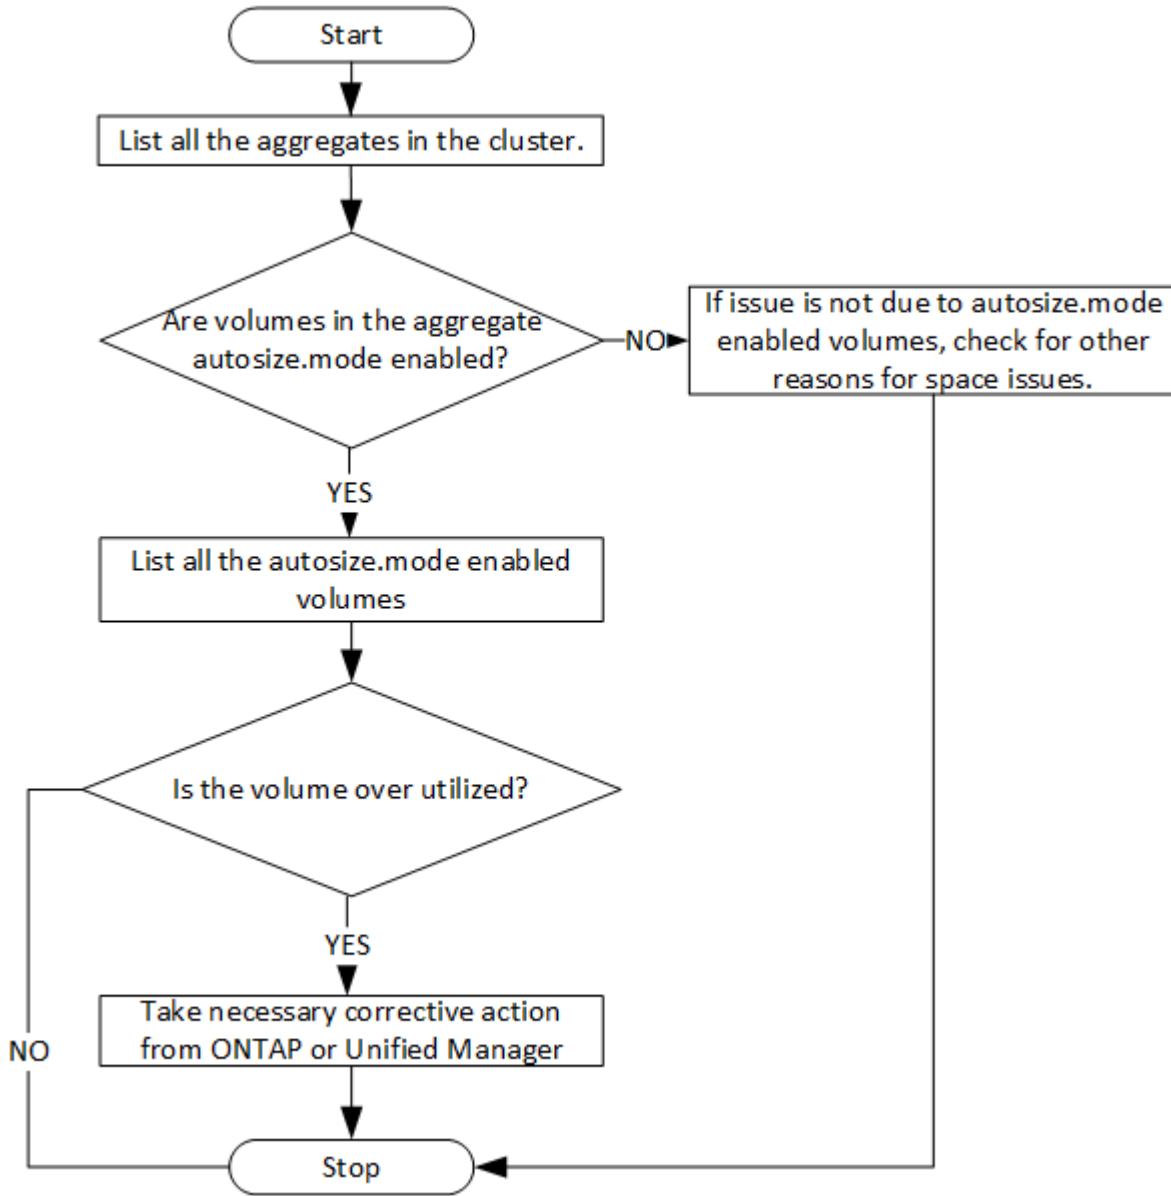 Start
List all the aggregates in the cluster.
Are volumes in the aggregate
autosize.mode enabled?
NO
If issue is not due to autosize.mode
enabled volumes, check for other
reasons for space issues.
YES
List all the autosize.mode enabled
volumes
Is the volume over utilized?
YES
Take necessary corrective action
from ONTAP or Unified Manager
NO
Stop